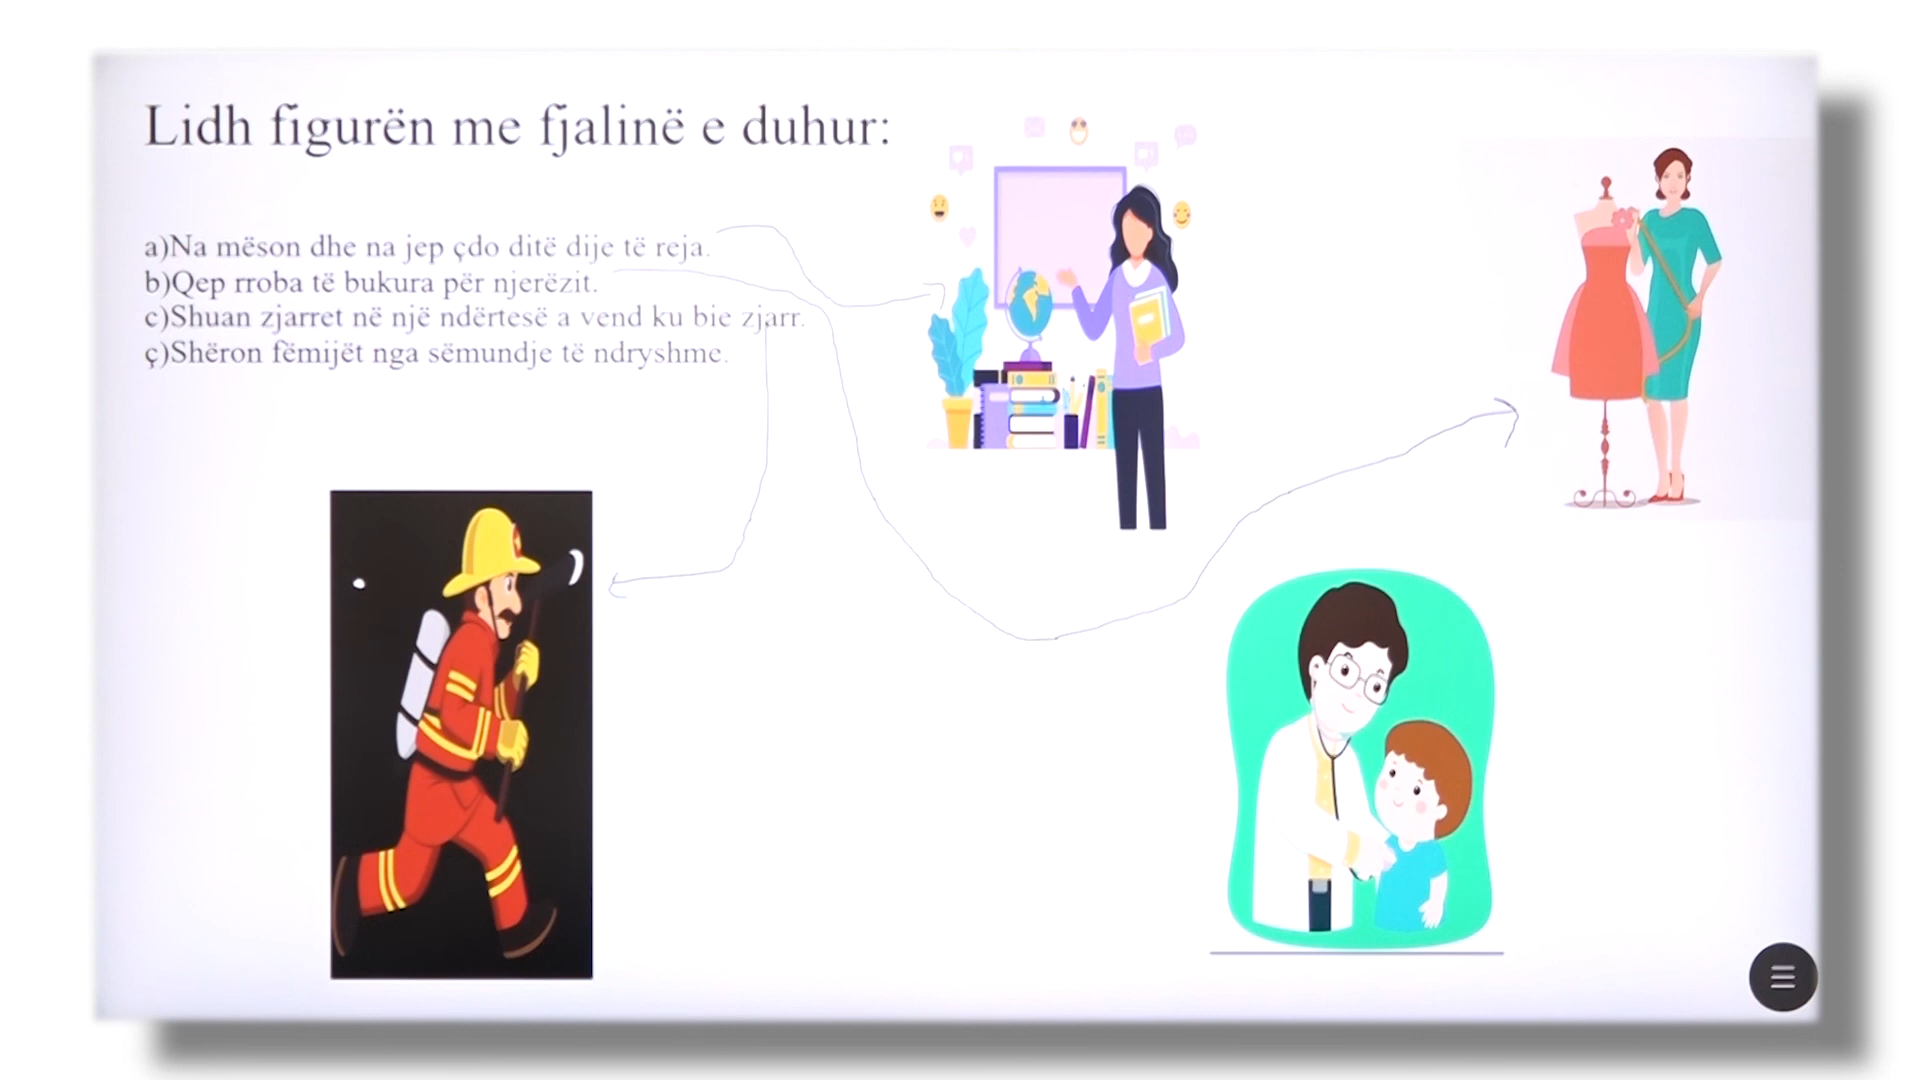 Lidh figurën me fjalinë e duhur:
a)Na mëson dhe na jep çdo ditë dije të reja.
b)Qep rroba të bukura për njerëzit.
c)Shuan zjarret në një ndërtesë a vend ku bie zjarr.
ç)Shëron fëmijët nga sëmundje të ndryshme.